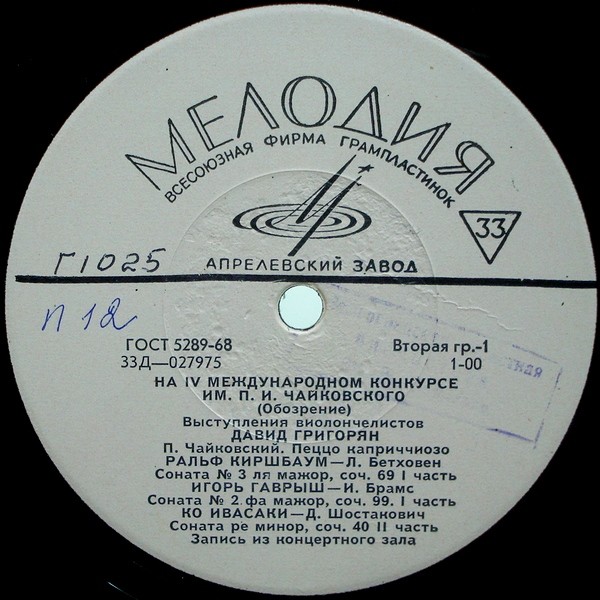 МЕЛОДИЯ
ВСЕСОЮЗНАЯ ФИРМА ГРАМПЛАСТИНОК
33
АПРЕЛЕВСКИЙ ЗАВОД
Г1025
П 12
ГОСТ 5289-68 Вторая гр.-1
33Д—027975 1-00
НА IV МЕЖДУНАРОДНОМ КОНКУРСЕ
ИМ. П. И. ЧАЙКОВСКОГО
(Обозрение)
Выступления виолончелистов
ДАВИД ГРИГОРЯН
П. Чайковский. Пеццо каприччиозо
РАЛЬФ КИРШБАУМ—Л. Бетховен
Соната № 3 ля мажор, соч. 69 I часть
ИГОРЬ ГАВРЫШ—И. Брамс
Соната № 2 фа мажор, соч. 99. I часть
КО ИВАСАКИ—Д. Шостакович
Соната ре минор, соч. 40 II часть
Запись из концертного зала